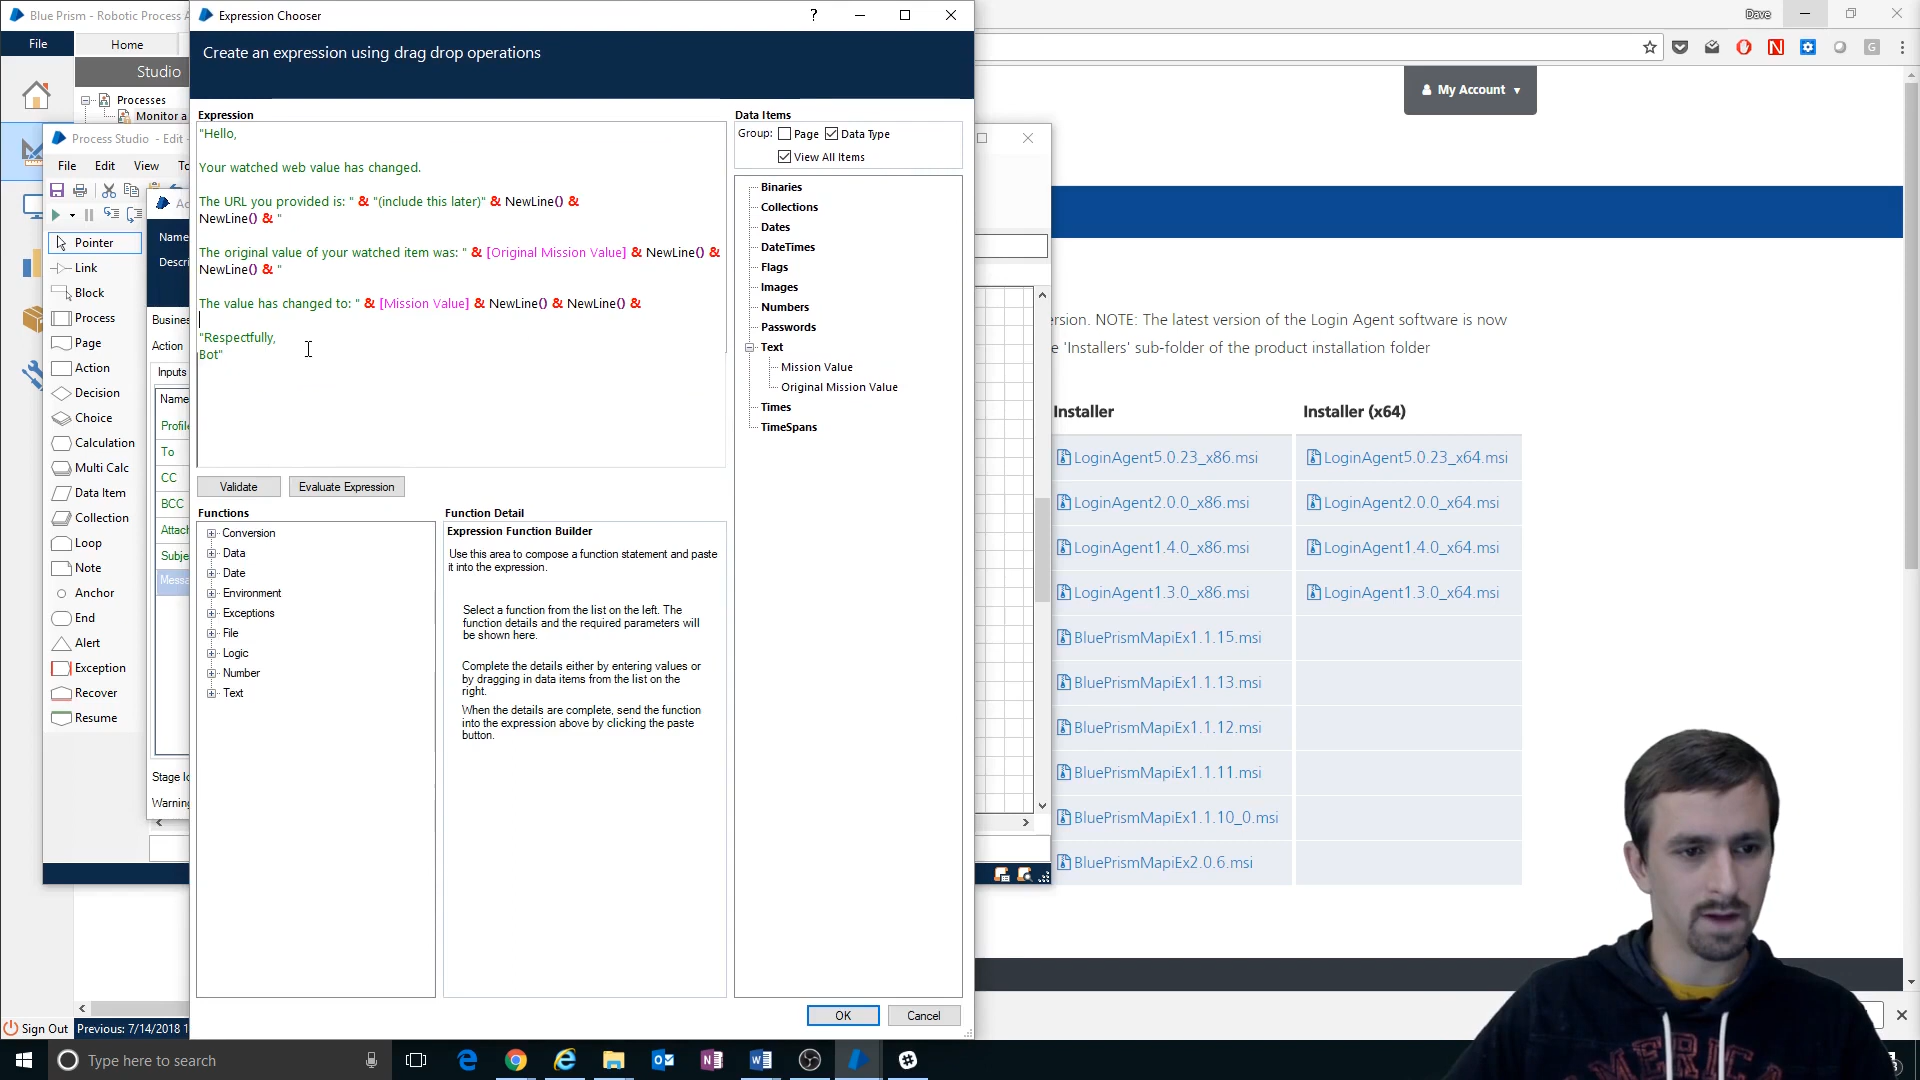 Blue Prism - Robotic Process A
File
Home
Studio
Processes
Monitor a
Process Studio - Edit -
File Edit View To
Pointer
Link
Block
Process
Page
Action
Decision
Choice
Calculation
Multi Calc
Data Item
Collection
Loop
Note
Anchor
End
Alert
Exception
Recover
Resume
Name
Descri
Busines
Action
Inputs
Name
Profile
To
CC
BCC
Attach
Subje
Messa
Stage lo
Warning
Sign Out
Previous: 7/14/2018 1
Expression Chooser
?
Create an expression using drag drop operations
Expression
"Hello,
Your watched web value has changed.
The URL you provided is: " & "(include this later)" & NewLine() &
NewLine() & "
The original value of your watched item was: " & [Original Mission Value] & NewLine() &
NewLine() & "
The value has changed to: " & [Mission Value] & NewLine() & NewLine() &
"Respectfully,
Bot"
Validate
Evaluate Expression
Functions
Conversion
Data
Date
Environment
Exceptions
File
Logic
Number
Text
Function Detail
Expression Function Builder
Use this area to compose a function statement and paste
it into the expression.
Select a function from the list on the left. The
function details and the required parameters will
be shown here.
Complete the details either by entering values or
by dragging in data items from the list on the
right.
When the details are complete, send the function
into the expression above by clicking the paste
button.
Data Items
Group: Page Data Type
View All Items
Binaries
Collections
Dates
DateTimes
Flags
Images
Numbers
Passwords
Text
Mission Value
Original Mission Value
Times
TimeSpans
OK
Cancel
Dave
My Account
ersion. NOTE: The latest version of the Login Agent software is now
e 'Installers' sub-folder of the product installation folder
Installer
Installer (x64)
LoginAgent5.0.23_x86.msi
LoginAgent5.0.23_x64.msi
LoginAgent2.0.0_x86.msi
LoginAgent2.0.0_x64.msi
LoginAgent1.4.0_x86.msi
LoginAgent1.4.0_x64.msi
LoginAgent1.3.0_x86.msi
LoginAgent1.3.0_x64.msi
BluePrismMapiEx1.1.15.msi
BluePrismMapiEx1.1.13.msi
BluePrismMapiEx1.1.12.msi
BluePrismMapiEx1.1.11.msi
BluePrismMapiEx1.1.10_0.msi
BluePrismMapiEx2.0.6.msi
Type here to search